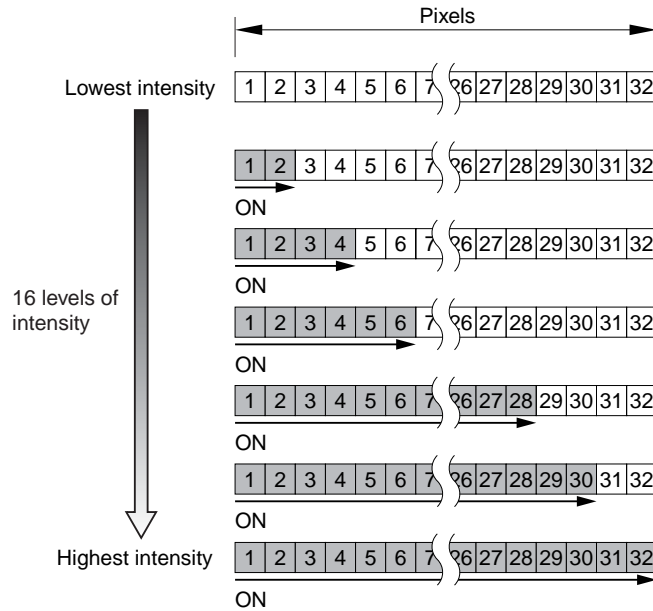 Pixels
Lowest intensity 1 2 3 4 5 6 7 26 27 28 29 30 31 32
1 2 3 4 5 6 7 26 27 28 29 30 31 32
ON
1 2 3 4 5 6 7 26 27 28 29 30 31 32
ON
16 levels of
intensity
1 2 3 4 5 6 7 26 27 28 29 30 31 32
ON
1 2 3 4 5 6 7 26 27 28 29 30 31 32
ON
1 2 3 4 5 6 7 26 27 28 29 30 31 32
ON
Highest intensity 1 2 3 4 5 6 7 26 27 28 29 30 31 32
ON